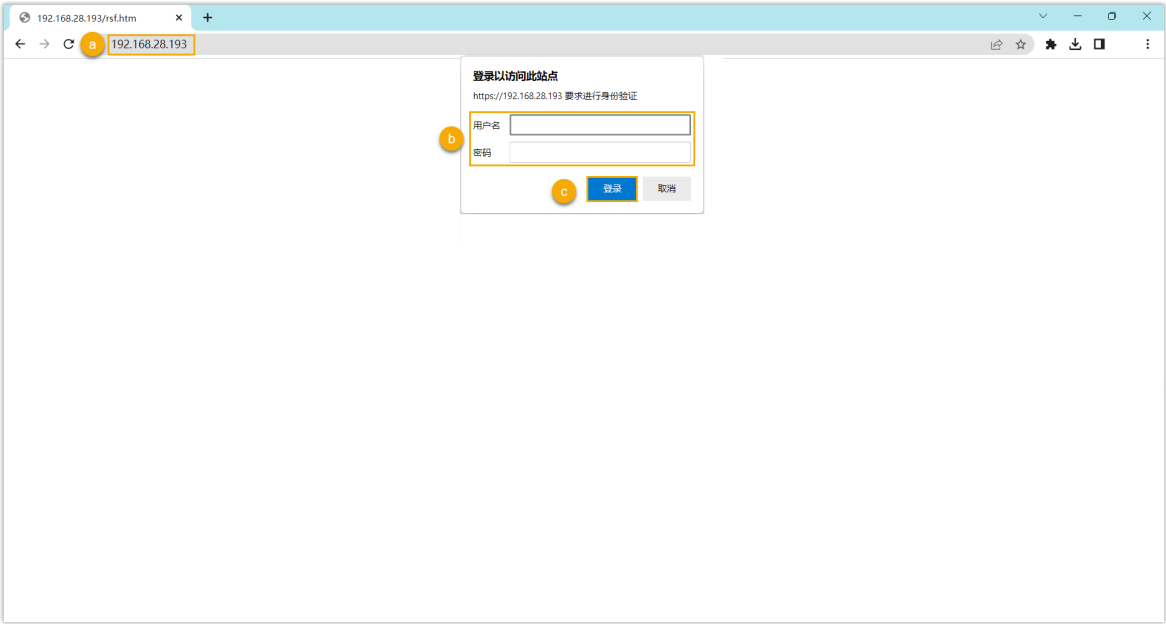 192.168.28.193/rsf.htm
a 192.168.28.193
登录以访问此站点
https://192.168.28.193 要求进行身份验证
b 用户名
密码
c 登录 取消